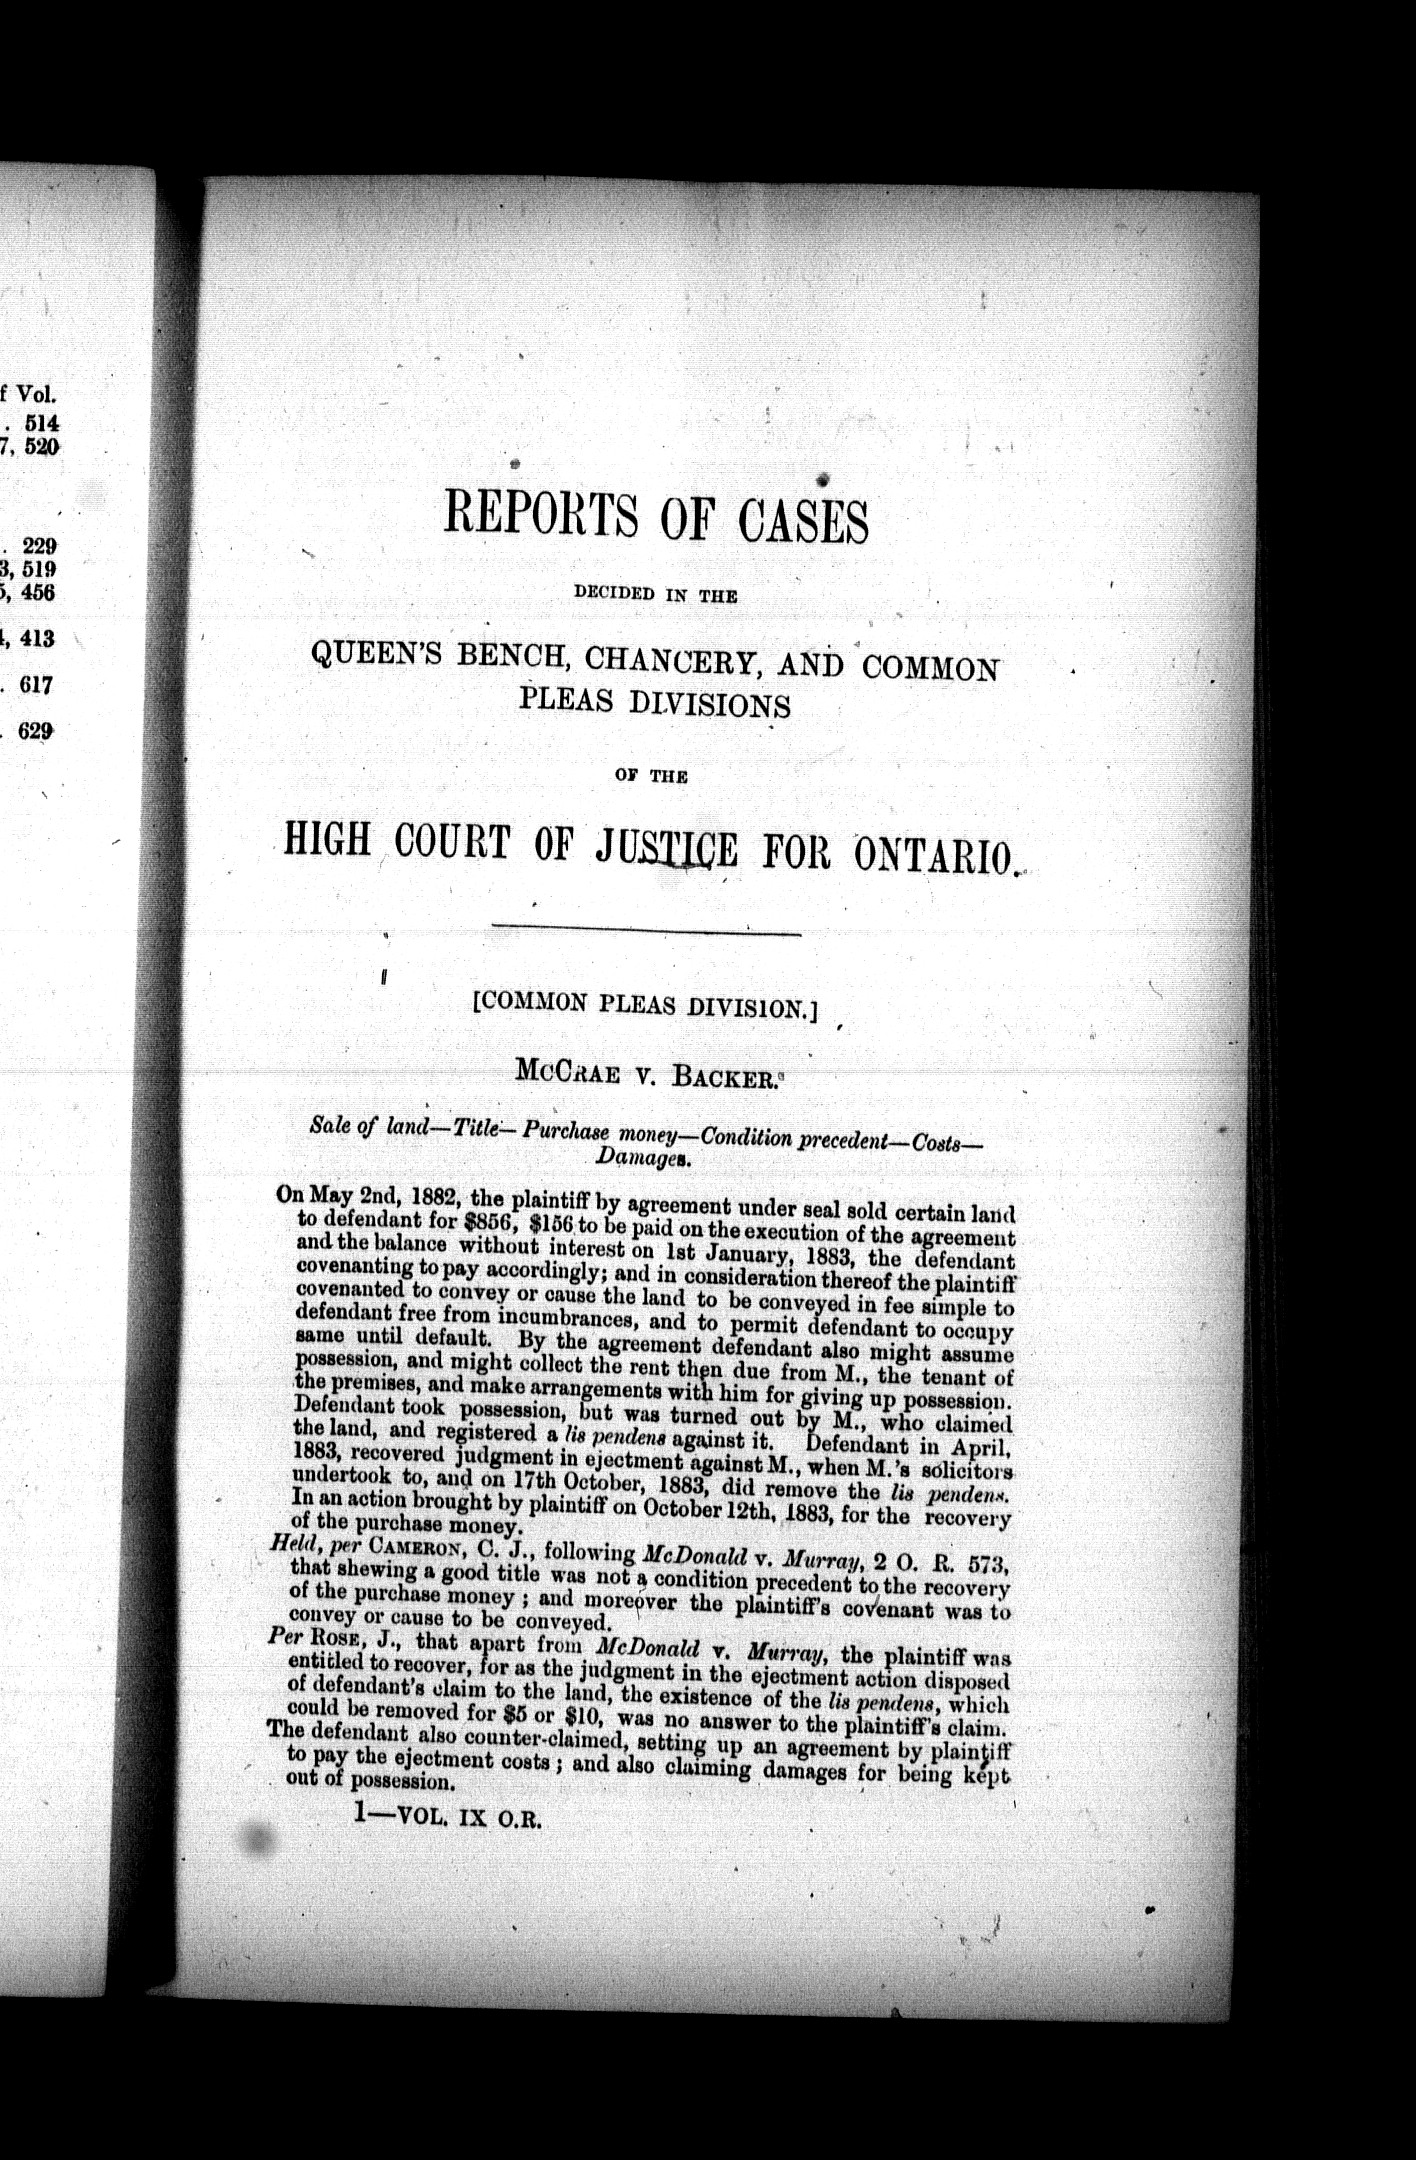 f Vol.
. 514
7, 520
. 229
3, 519
5, 456
4, 413
. 617
. 629
REPORTS OF CASES
DECIDED IN THE
QUEEN'S BENCH, CHANCERY, AND COMMON
PLEAS DIVISIONS
OF THE
HIGH COURT OF JUSTICE FOR ONTARIO.
[COMMON PLEAS DIVISION.]
McCRAE V. BACKER.
Sale of land—Title—Purchase money—Condition precedent—Costs—
Damages.
On May 2nd, 1882, the plaintiff by agreement under seal sold certain land
to defendant for $856, $156 to be paid on the execution of the agreement
and the balance without interest on 1st January, 1883, the defendant
covenanting to pay accordingly; and in consideration thereof the plaintiff
covenanted to convey or cause the land to be conveyed in fee simple to
defendant free from incumbrances, and to permit defendant to occupy
same until default. By the agreement defendant also might assume
possession, and might collect the rent then due from M., the tenant of
the premises, and make arrangements with him for giving up possession.
Defendant took possession, but was turned out by M., who claimed
the land, and registered a lis pendens against it. Defendant in April,
1883, recovered judgment in ejectment against M., when M.'s solicitors
undertook to, and on 17th October, 1883, did remove the lis pendens.
In an action brought by plaintiff on October 12th, 1883, for the recovery
of the purchase money.
Held, per CAMERON, C. J., following McDonald v. Murray, 2 O. R. 573,
that shewing a good title was not a condition precedent to the recovery
of the purchase money; and moreover the plaintiff's covenant was to
convey or cause to be conveyed.
Per ROSE, J., that apart from McDonald v. Murray, the plaintiff was
entitled to recover, for as the judgment in the ejectment action disposed
of defendant's claim to the land, the existence of the lis pendens, which
could be removed for $5 or $10, was no answer to the plaintiff's claim.
The defendant also counter-claimed, setting up an agreement by plaintiff
to pay the ejectment costs; and also claiming damages for being kept
out of possession.
1—VOL. IX O.R.